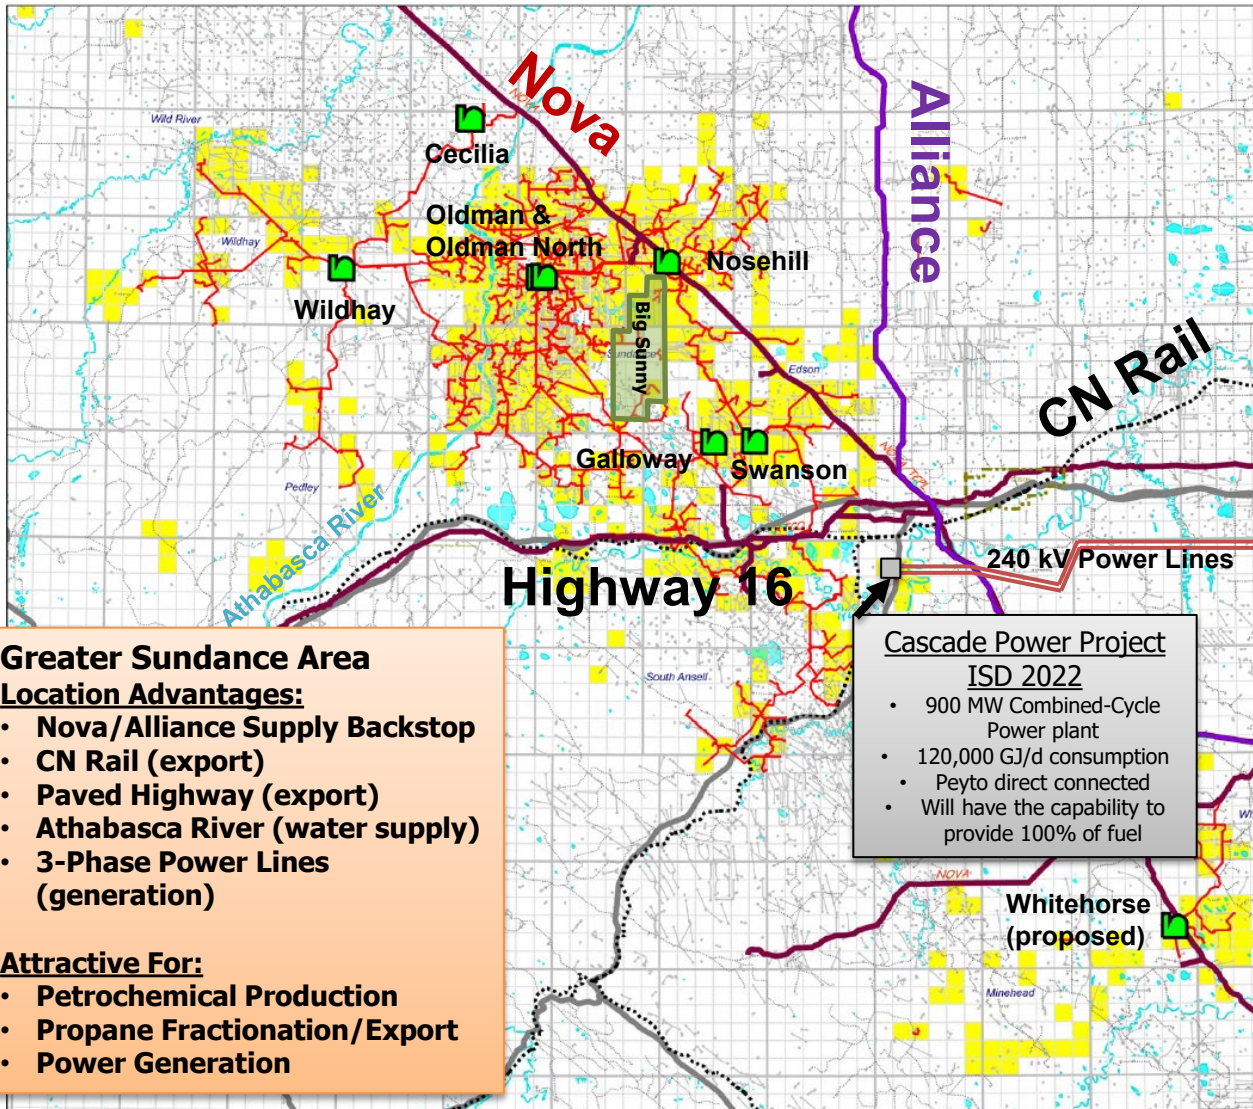 Nova
NOVA
Alliance
Wild River
Cecilia
Oldman &
Oldman North
Wildhay
Nosehill
Wildhay
Big Sunny
Sundance
Edson
CN Rail
Galloway
Swanson
Pedley
Athabasca River
Highway 16
240 kV Power Lines
South Ansell
Greater Sundance Area
Location Advantages:
• Nova/Alliance Supply Backstop
• CN Rail (export)
• Paved Highway (export)
• Athabasca River (water supply)
• 3-Phase Power Lines
(generation)
Attractive For:
• Petrochemical Production
• Propane Fractionation/Export
• Power Generation
Cascade Power Project
ISD 2022
• 900 MW Combined-Cycle
Power plant
• 120,000 GJ/d consumption
• Peyto direct connected
• Will have the capability to
provide 100% of fuel
NOVA
Whitehorse
(proposed)
Minehead